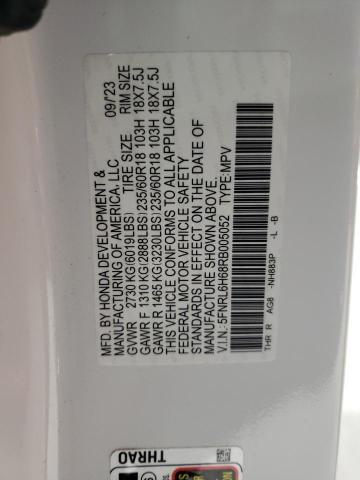 MFD. BY HONDA DEVELOPMENT & 09/'23
MANUFACTURING OF AMERICA, LLC
GVWR 2730 KG(6019LBS) TIRE SIZE RIM SIZE
GAWR F 1310 KG(2888LBS)235/60R18 103H 18X7.5J
GAWR R 1465 KG(3230LBS)235/60R18 103H 18X7.5J
THIS VEHICLE CONFORMS TO ALL APPLICABLE
FEDERAL MOTOR VEHICLE SAFETY
STANDARDS IN EFFECT ON THE DATE OF
MANUFACTURE SHOWN ABOVE.
V.I.N.:5FNRL6H68RB005052 TYPE:MPV
THR R AG8 -NH883P -L -B
THRA0